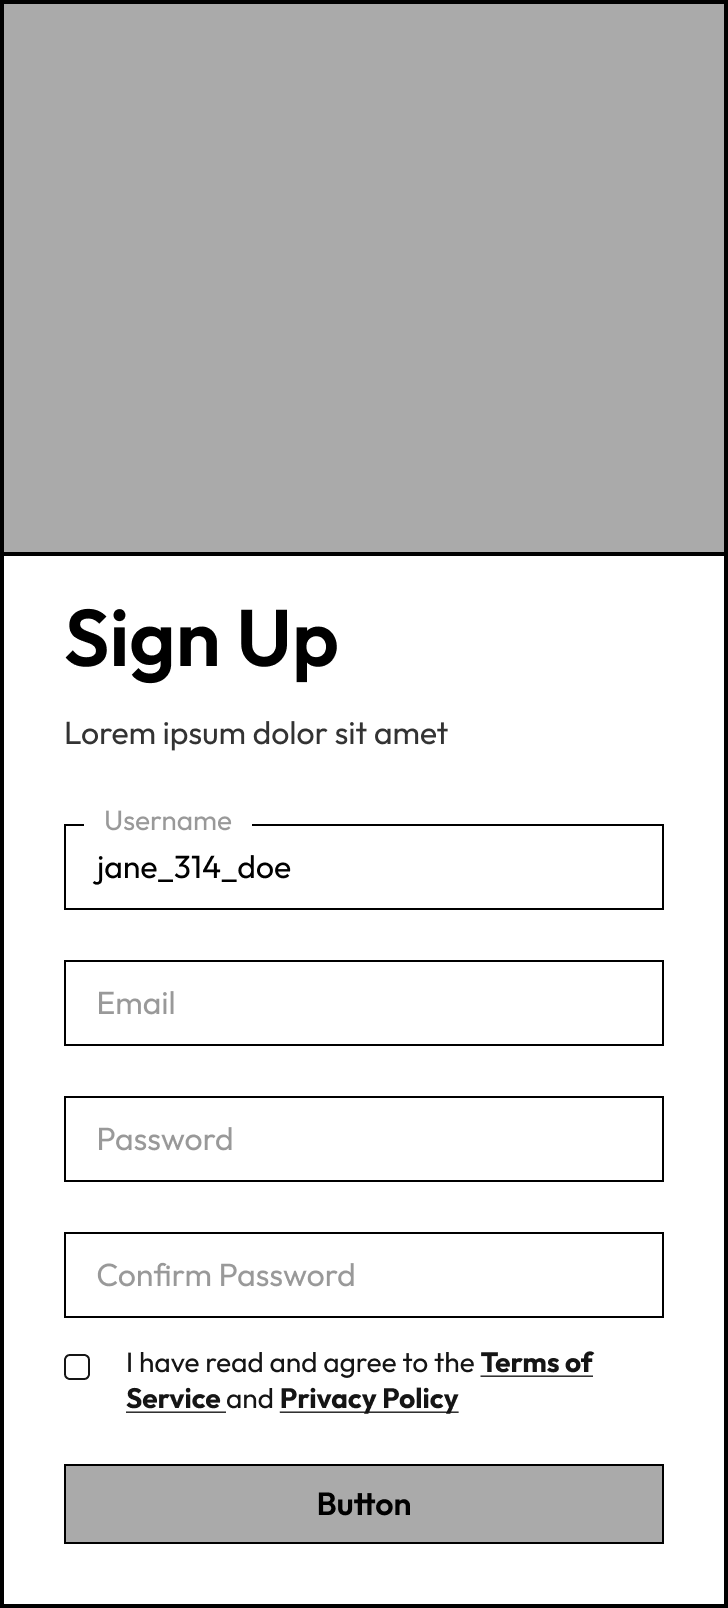 Sign Up
Lorem ipsum dolor sit amet
Username
jane_314_doe
Email
Password
Confirm Password
I have read and agree to the Terms of
Service and Privacy Policy
Button